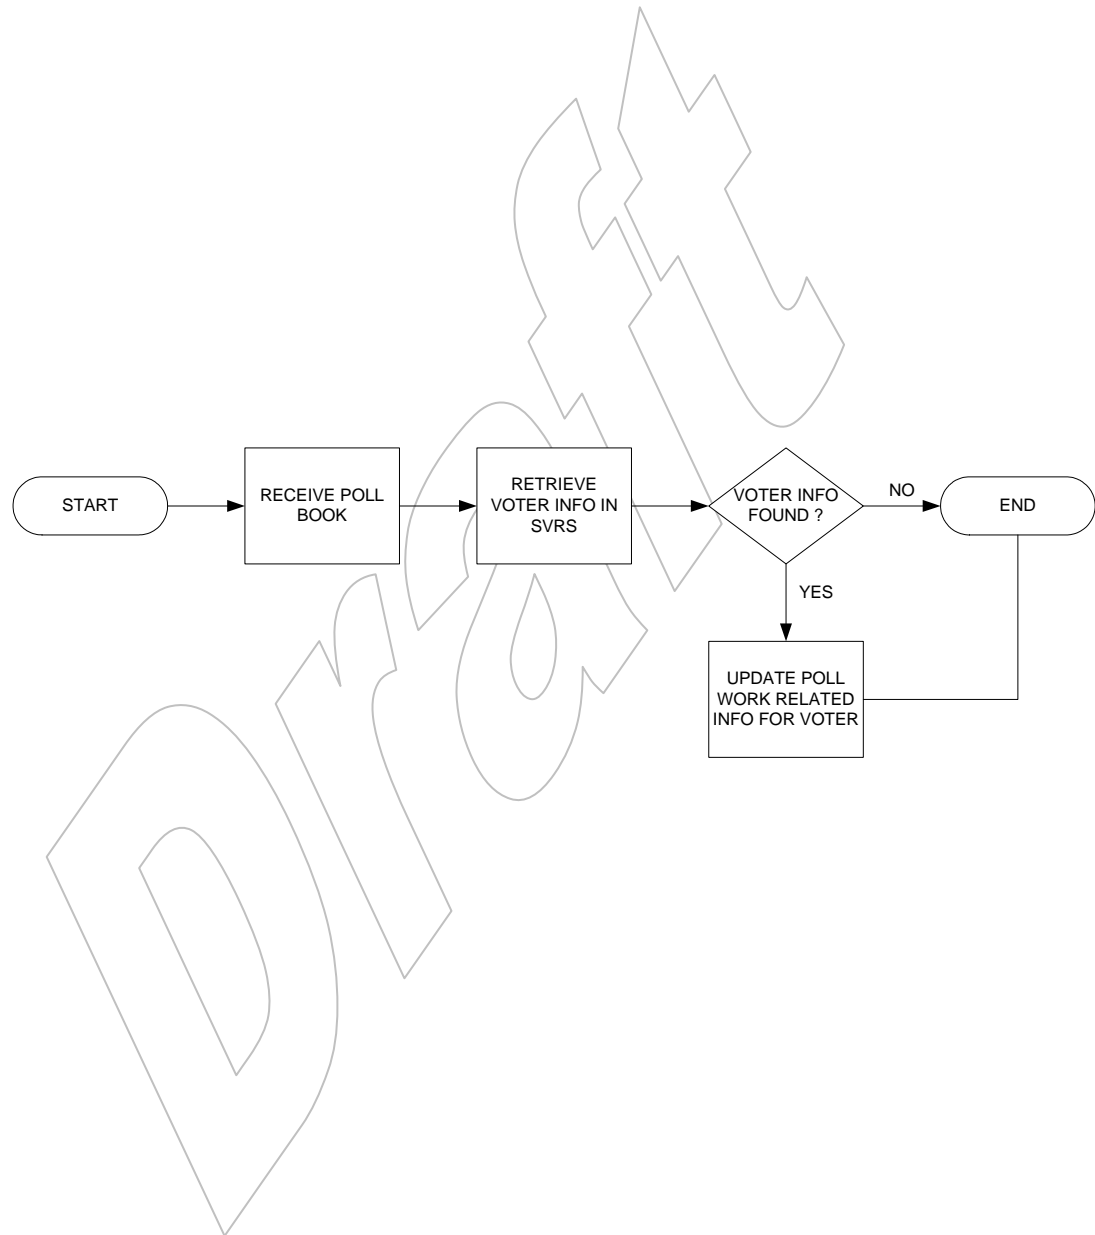 START
RECEIVE POLL
BOOK
RETRIEVE
VOTER INFO IN
SVRS
VOTER INFO
FOUND ?
NO
END
YES
UPDATE POLL
WORK RELATED
INFO FOR VOTER
Draft